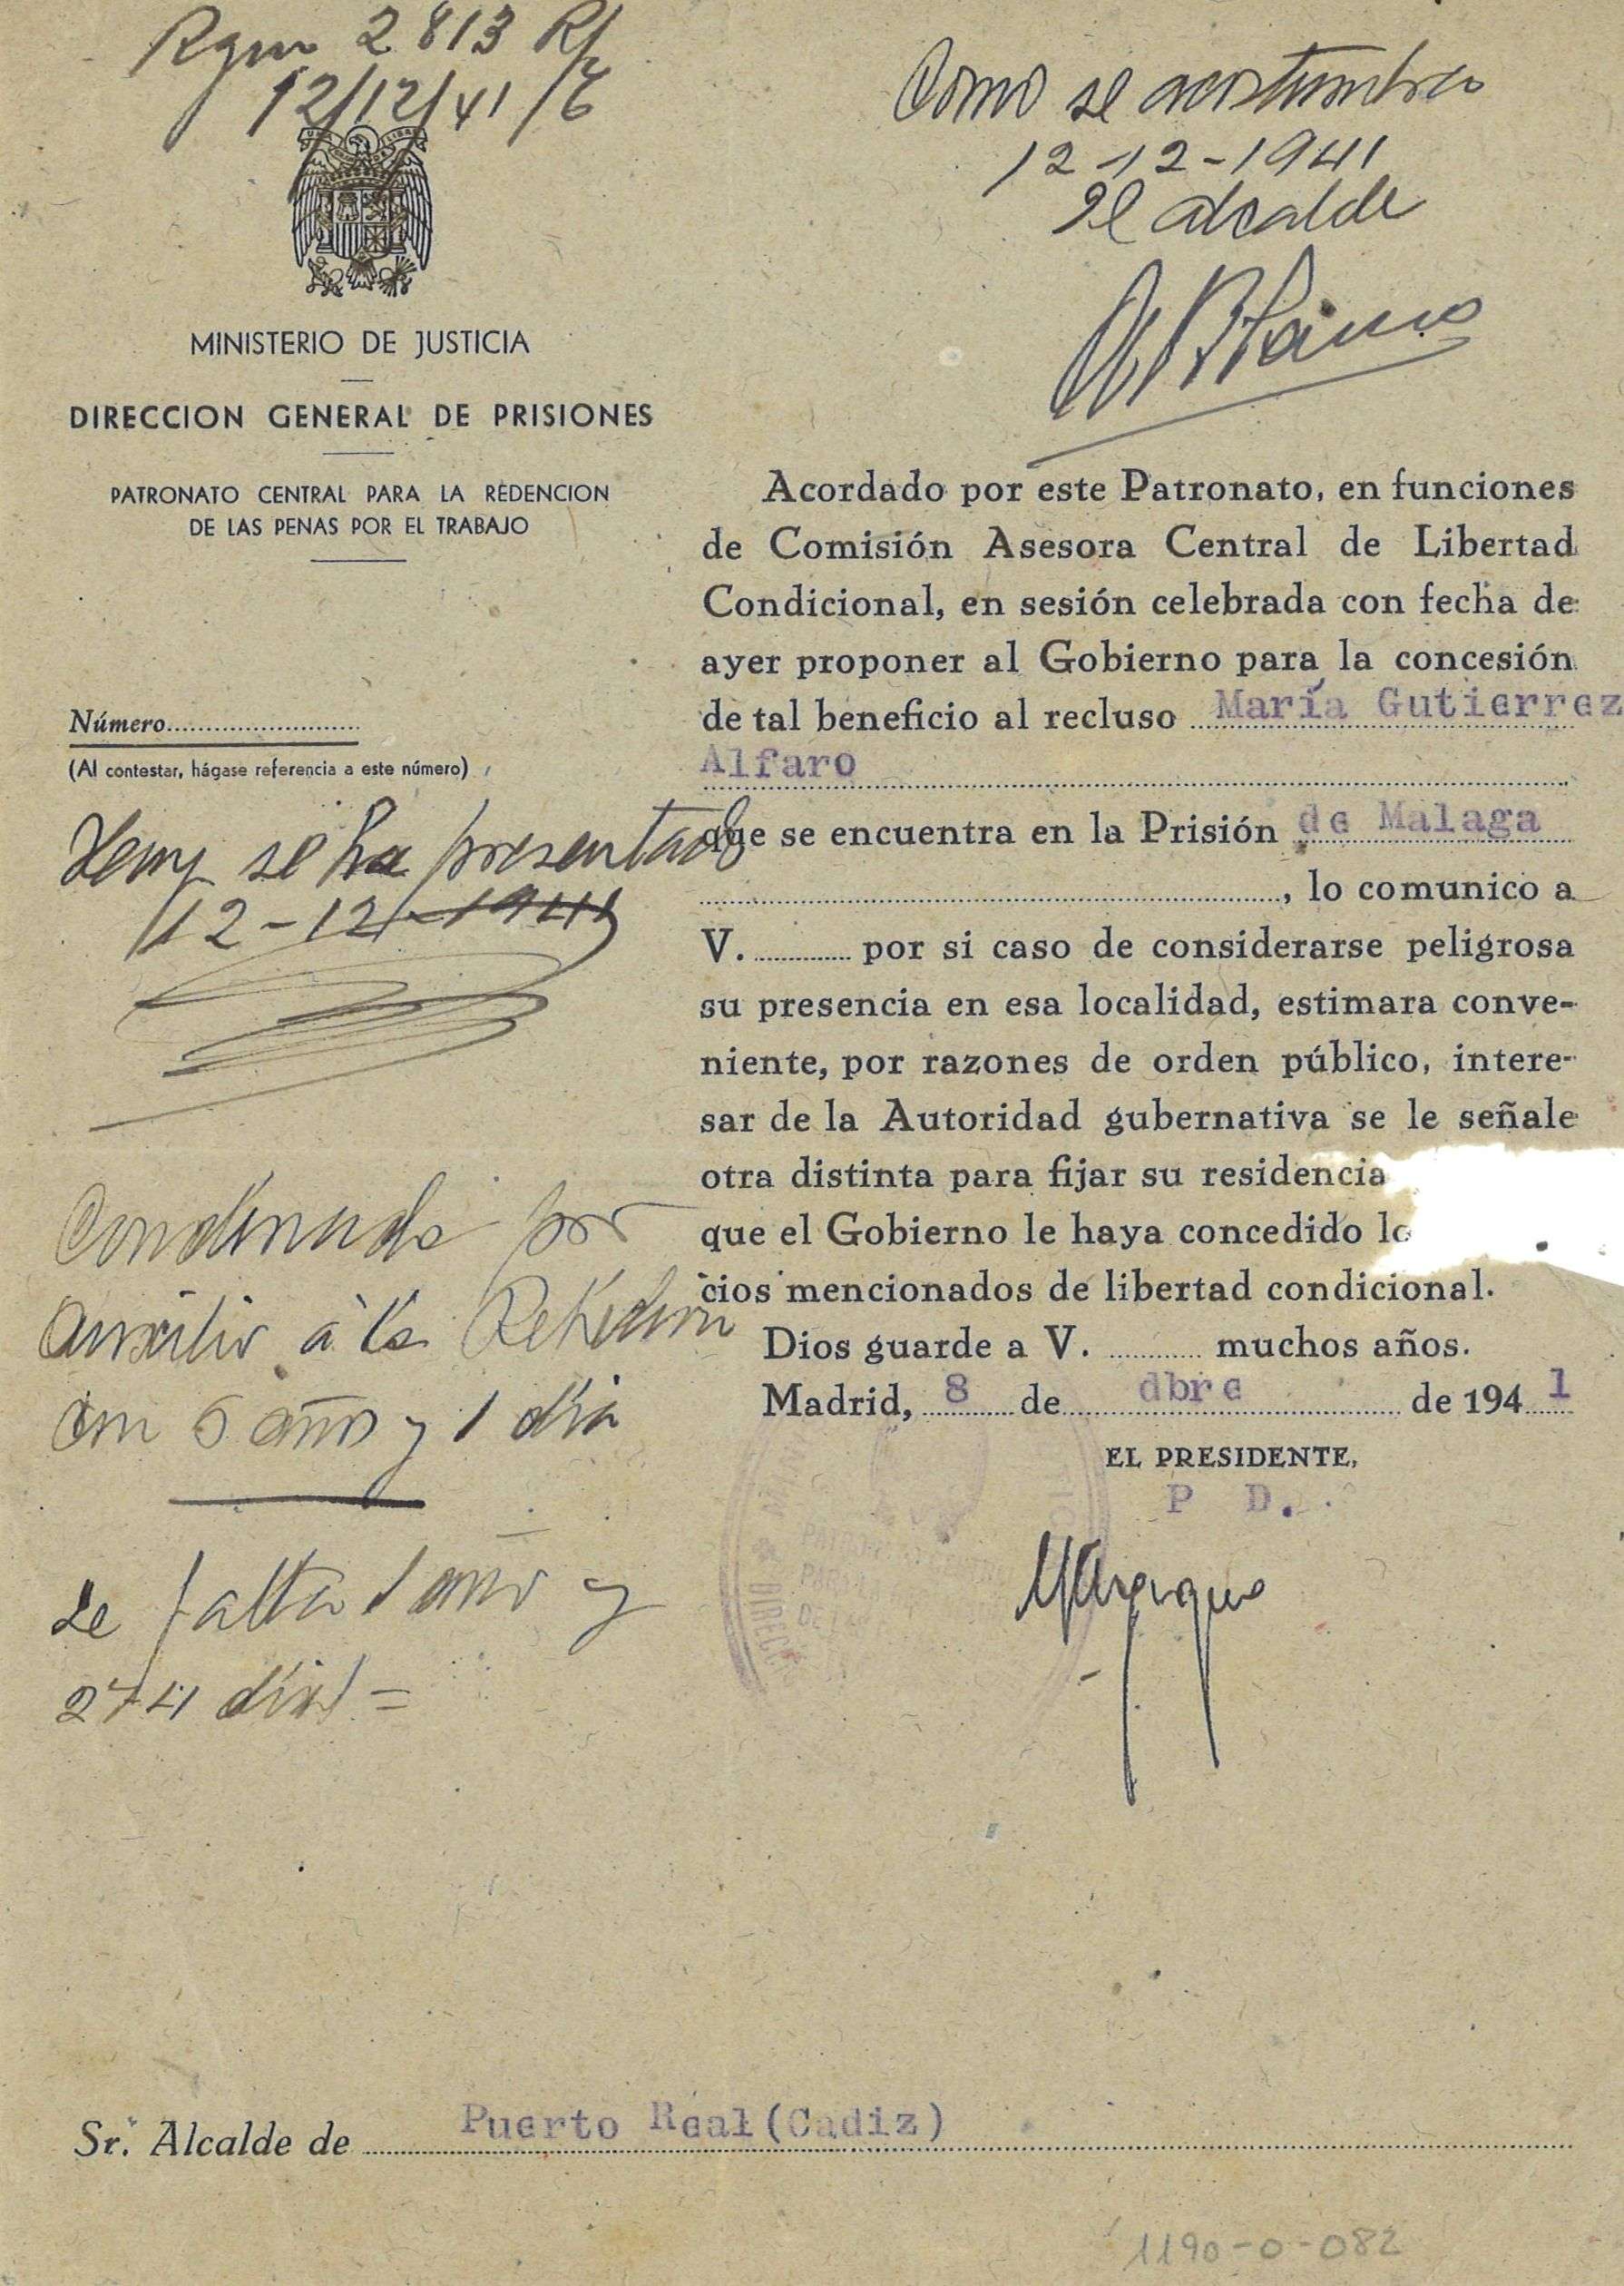 Rgm 2813
12/12/41
Como se acostumbra
12-12-1941
El alcalde
MINISTERIO DE JUSTICIA
DIRECCION GENERAL DE PRISIONES
PATRONATO CENTRAL PARA LA REDENCION
DE LAS PENAS POR EL TRABAJO
Número
(Al contestar, hágase referencia a este número)
se ha presentado
12-12-1941
Condenada por
auxilio à la Rebelion
con 6 años y 1 dia
Le falta 1 año y
274 dias =
Acordado por este Patronato, en funciones
de Comisión Asesora Central de Libertad
Condicional, en sesión celebrada con fecha de
ayer proponer al Gobierno para la concesión
de tal beneficio al recluso María Gutierrez
Alfaro
que se encuentra en la Prisión de Malaga
, lo comunico a
V. por si caso de considerarse peligrosa
su presencia en esa localidad, estimara conve-
niente, por razones de orden público, intere-
sar de la Autoridad gubernativa se le señale
otra distinta para fijar su residencia
que el Gobierno le haya concedido lo
cios mencionados de libertad condicional.
Dios guarde a V. muchos años.
Madrid, 8 de dbre de 1941
EL PRESIDENTE,
P D.
Sr. Alcalde de Puerto Real (Cadiz)
1190-0-082